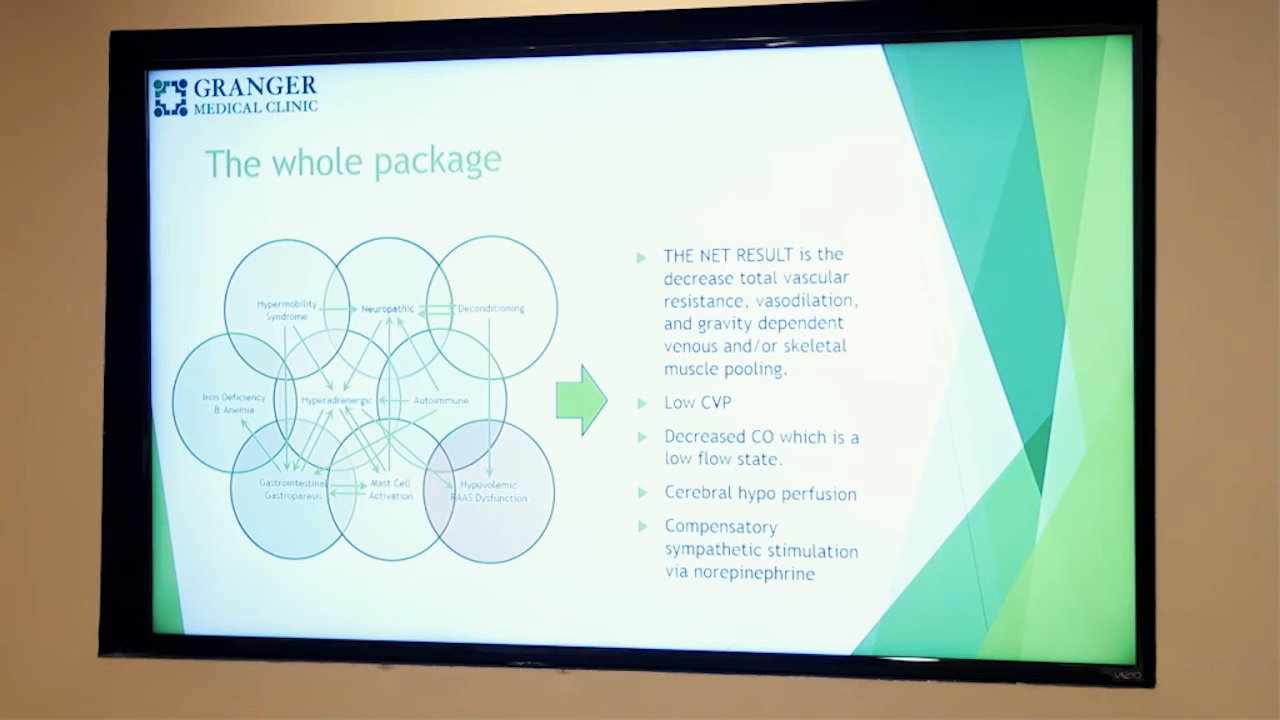 GRANGER
MEDICAL CLINIC
The whole package
Hypermobility
Syndrome
Neuropathic
Deconditioning
Iron Deficiency
& Anemia
Hyperadrenergic
Autoimmune
Gastrointestinal
Gastroparesis
Mast Cell
Activation
Hypovolemic
RAAS Dysfunction
THE NET RESULT is the
decrease total vascular
resistance, vasodilation,
and gravity dependent
venous and/or skeletal
muscle pooling.
Low CVP
Decreased CO which is a
low flow state.
Cerebral hypo perfusion
Compensatory
sympathetic stimulation
via norepinephrine
VIZIO